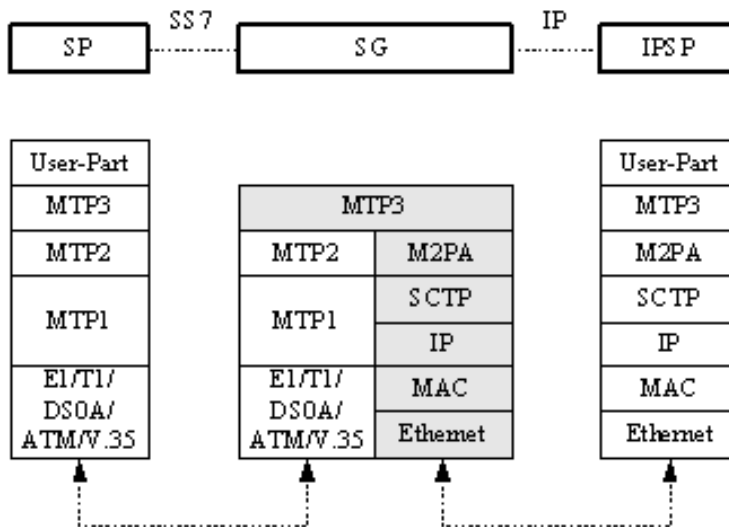 SS7
IP
SP
SG
IPSP
User-Part
MTP3
MTP2
MTP1
E1/T1/
DS0A/
ATM/V.35
MTP3
MTP2
MTP1
E1/T1/
DS0A/
ATM/V.35
M2PA
SCTP
IP
MAC
Ethernet
User-Part
MTP3
M2PA
SCTP
IP
MAC
Ethernet